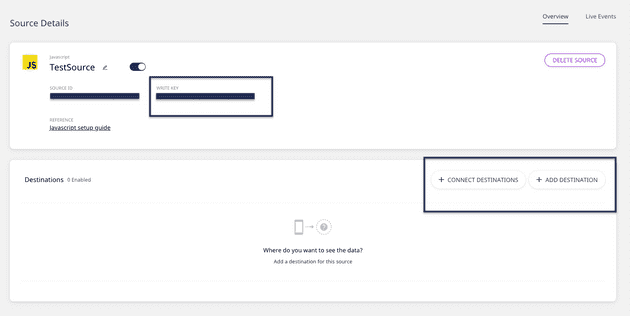 Source Details
Overview
Live Events
JS
Javascript
TestSource
DELETE SOURCE
SOURCE ID
WRITE KEY
REFERENCE
Javascript setup guide
Destinations 0 Enabled
+ CONNECT DESTINATIONS
+ ADD DESTINATION
?
Where do you want to see the data?
Add a destination for this source